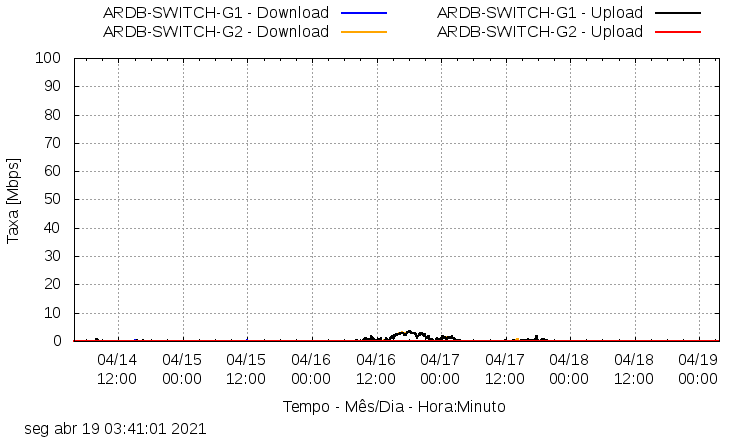 ARDB-SWITCH-G1 - Download ARDB-SWITCH-G1 - Upload
ARDB-SWITCH-G2 - Download ARDB-SWITCH-G2 - Upload
100
90
80
70
60
50
40
30
20
10
0
Taxa [Mbps]
04/14 04/15 04/15 04/16 04/16 04/17 04/17 04/18 04/18 04/19
12:00 00:00 12:00 00:00 12:00 00:00 12:00 00:00 12:00 00:00
Tempo - Mês/Dia - Hora:Minuto
seg abr 19 03:41:01 2021